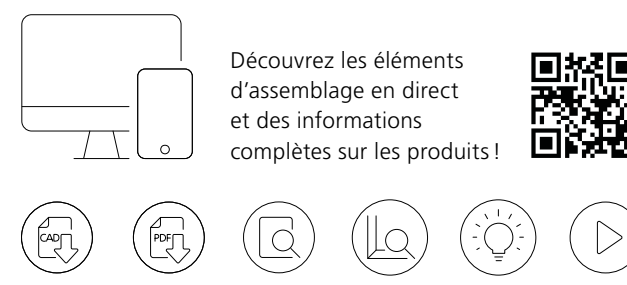 Découvrez les éléments
d’assemblage en direct
et des informations
complètes sur les produits !
CAD PDF